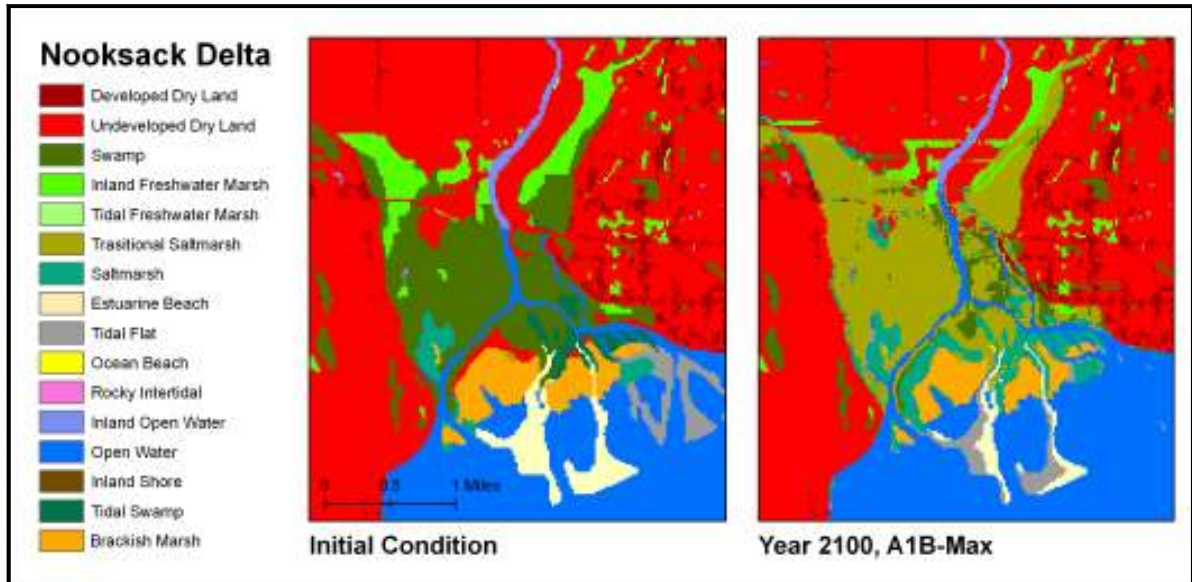 Nooksack Delta
Developed Dry Land
Undeveloped Dry Land
Swamp
Inland Freshwater Marsh
Tidal Freshwater Marsh
Trasitional Saltmarsh
Saltmarsh
Estuarine Beach
Tidal Flat
Ocean Beach
Rocky Intertidal
Inland Open Water
Open Water
Inland Shore
Tidal Swamp
Brackish Marsh
0 0.5 1 Miles
Initial Condition
Year 2100, A1B-Max